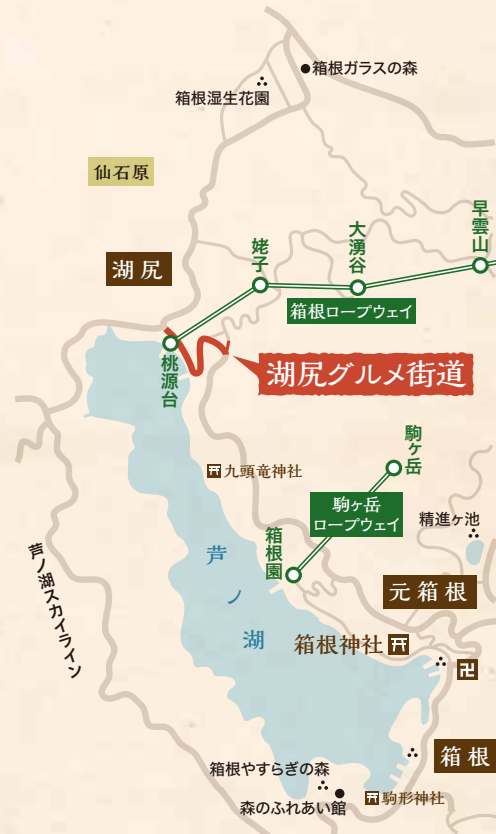 箱根ガラスの森
箱根湿生花園
仙石原
早雲山
大湧谷
姥子
湖尻
箱根ロープウェイ
桃源台
湖尻グルメ街道
駒ヶ岳
九頭竜神社
駒ヶ岳
ロープウェイ
精進ヶ池
箱根園
芦ノ湖スカイライン
芦ノ湖
元箱根
箱根神社
箱根
箱根やすらぎの森
森のふれあい館
駒形神社